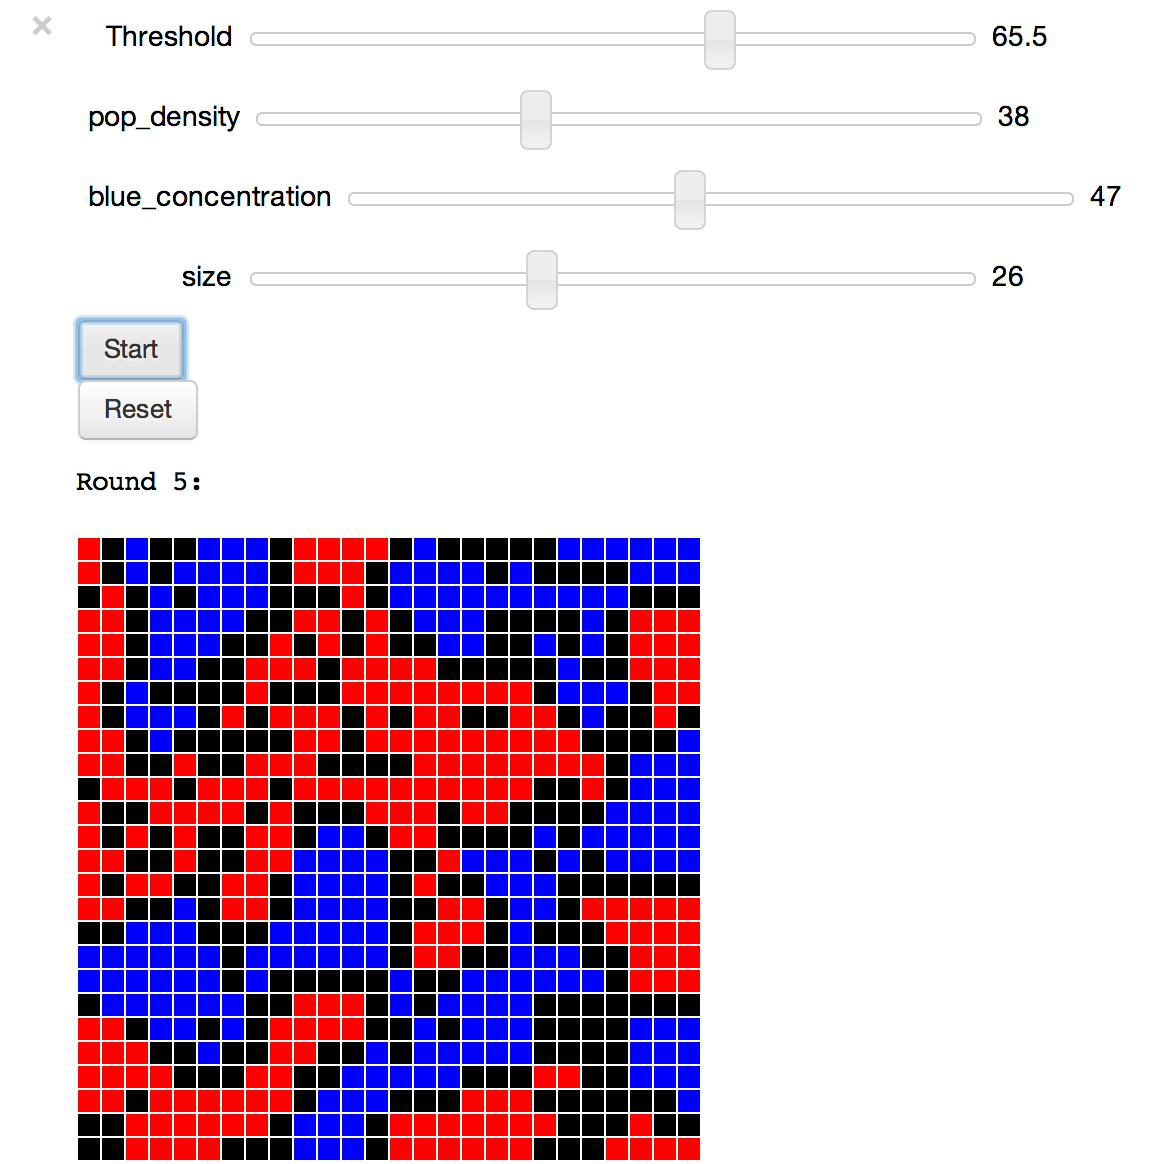 ×
Threshold 65.5
pop_density 38
blue_concentration 47
size 26
Start
Reset
Round 5: